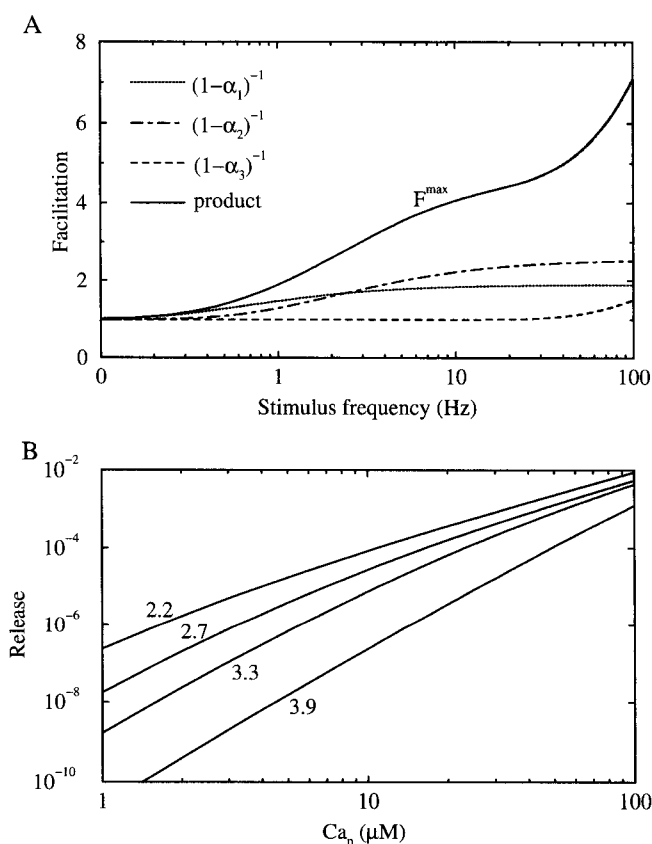 A
8
6
4
2
0
Facilitation
(1−α₁)⁻¹
(1−α₂)⁻¹
(1−α₃)⁻¹
product
Fᵐᵃˣ
0 1 10 100
Stimulus frequency (Hz)
B
10⁻²
10⁻⁴
10⁻⁶
10⁻⁸
10⁻¹⁰
Release
2.2
2.7
3.3
3.9
1 10 100
Caₙ (μM)